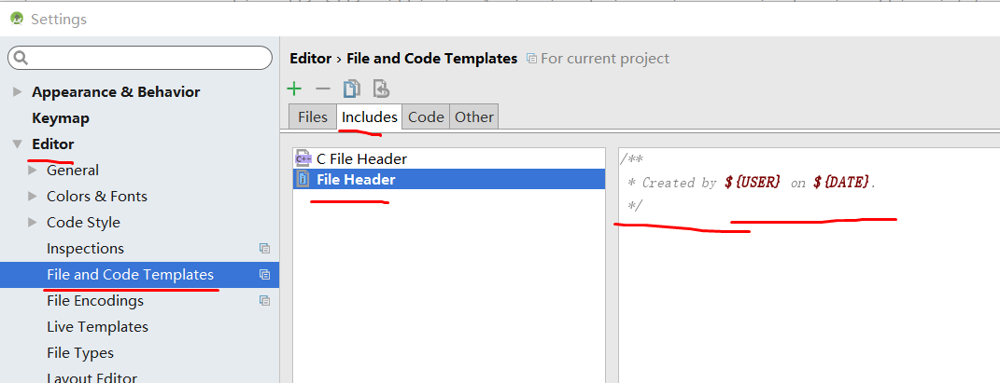 Settings
Appearance & Behavior
Keymap
Editor
General
Colors & Fonts
Code Style
Inspections
File and Code Templates
File Encodings
Live Templates
File Types
Layout Editor
Editor › File and Code Templates For current project
Files Includes Code Other
C++ C File Header
File Header
/**
* Created by ${USER} on ${DATE}.
*/